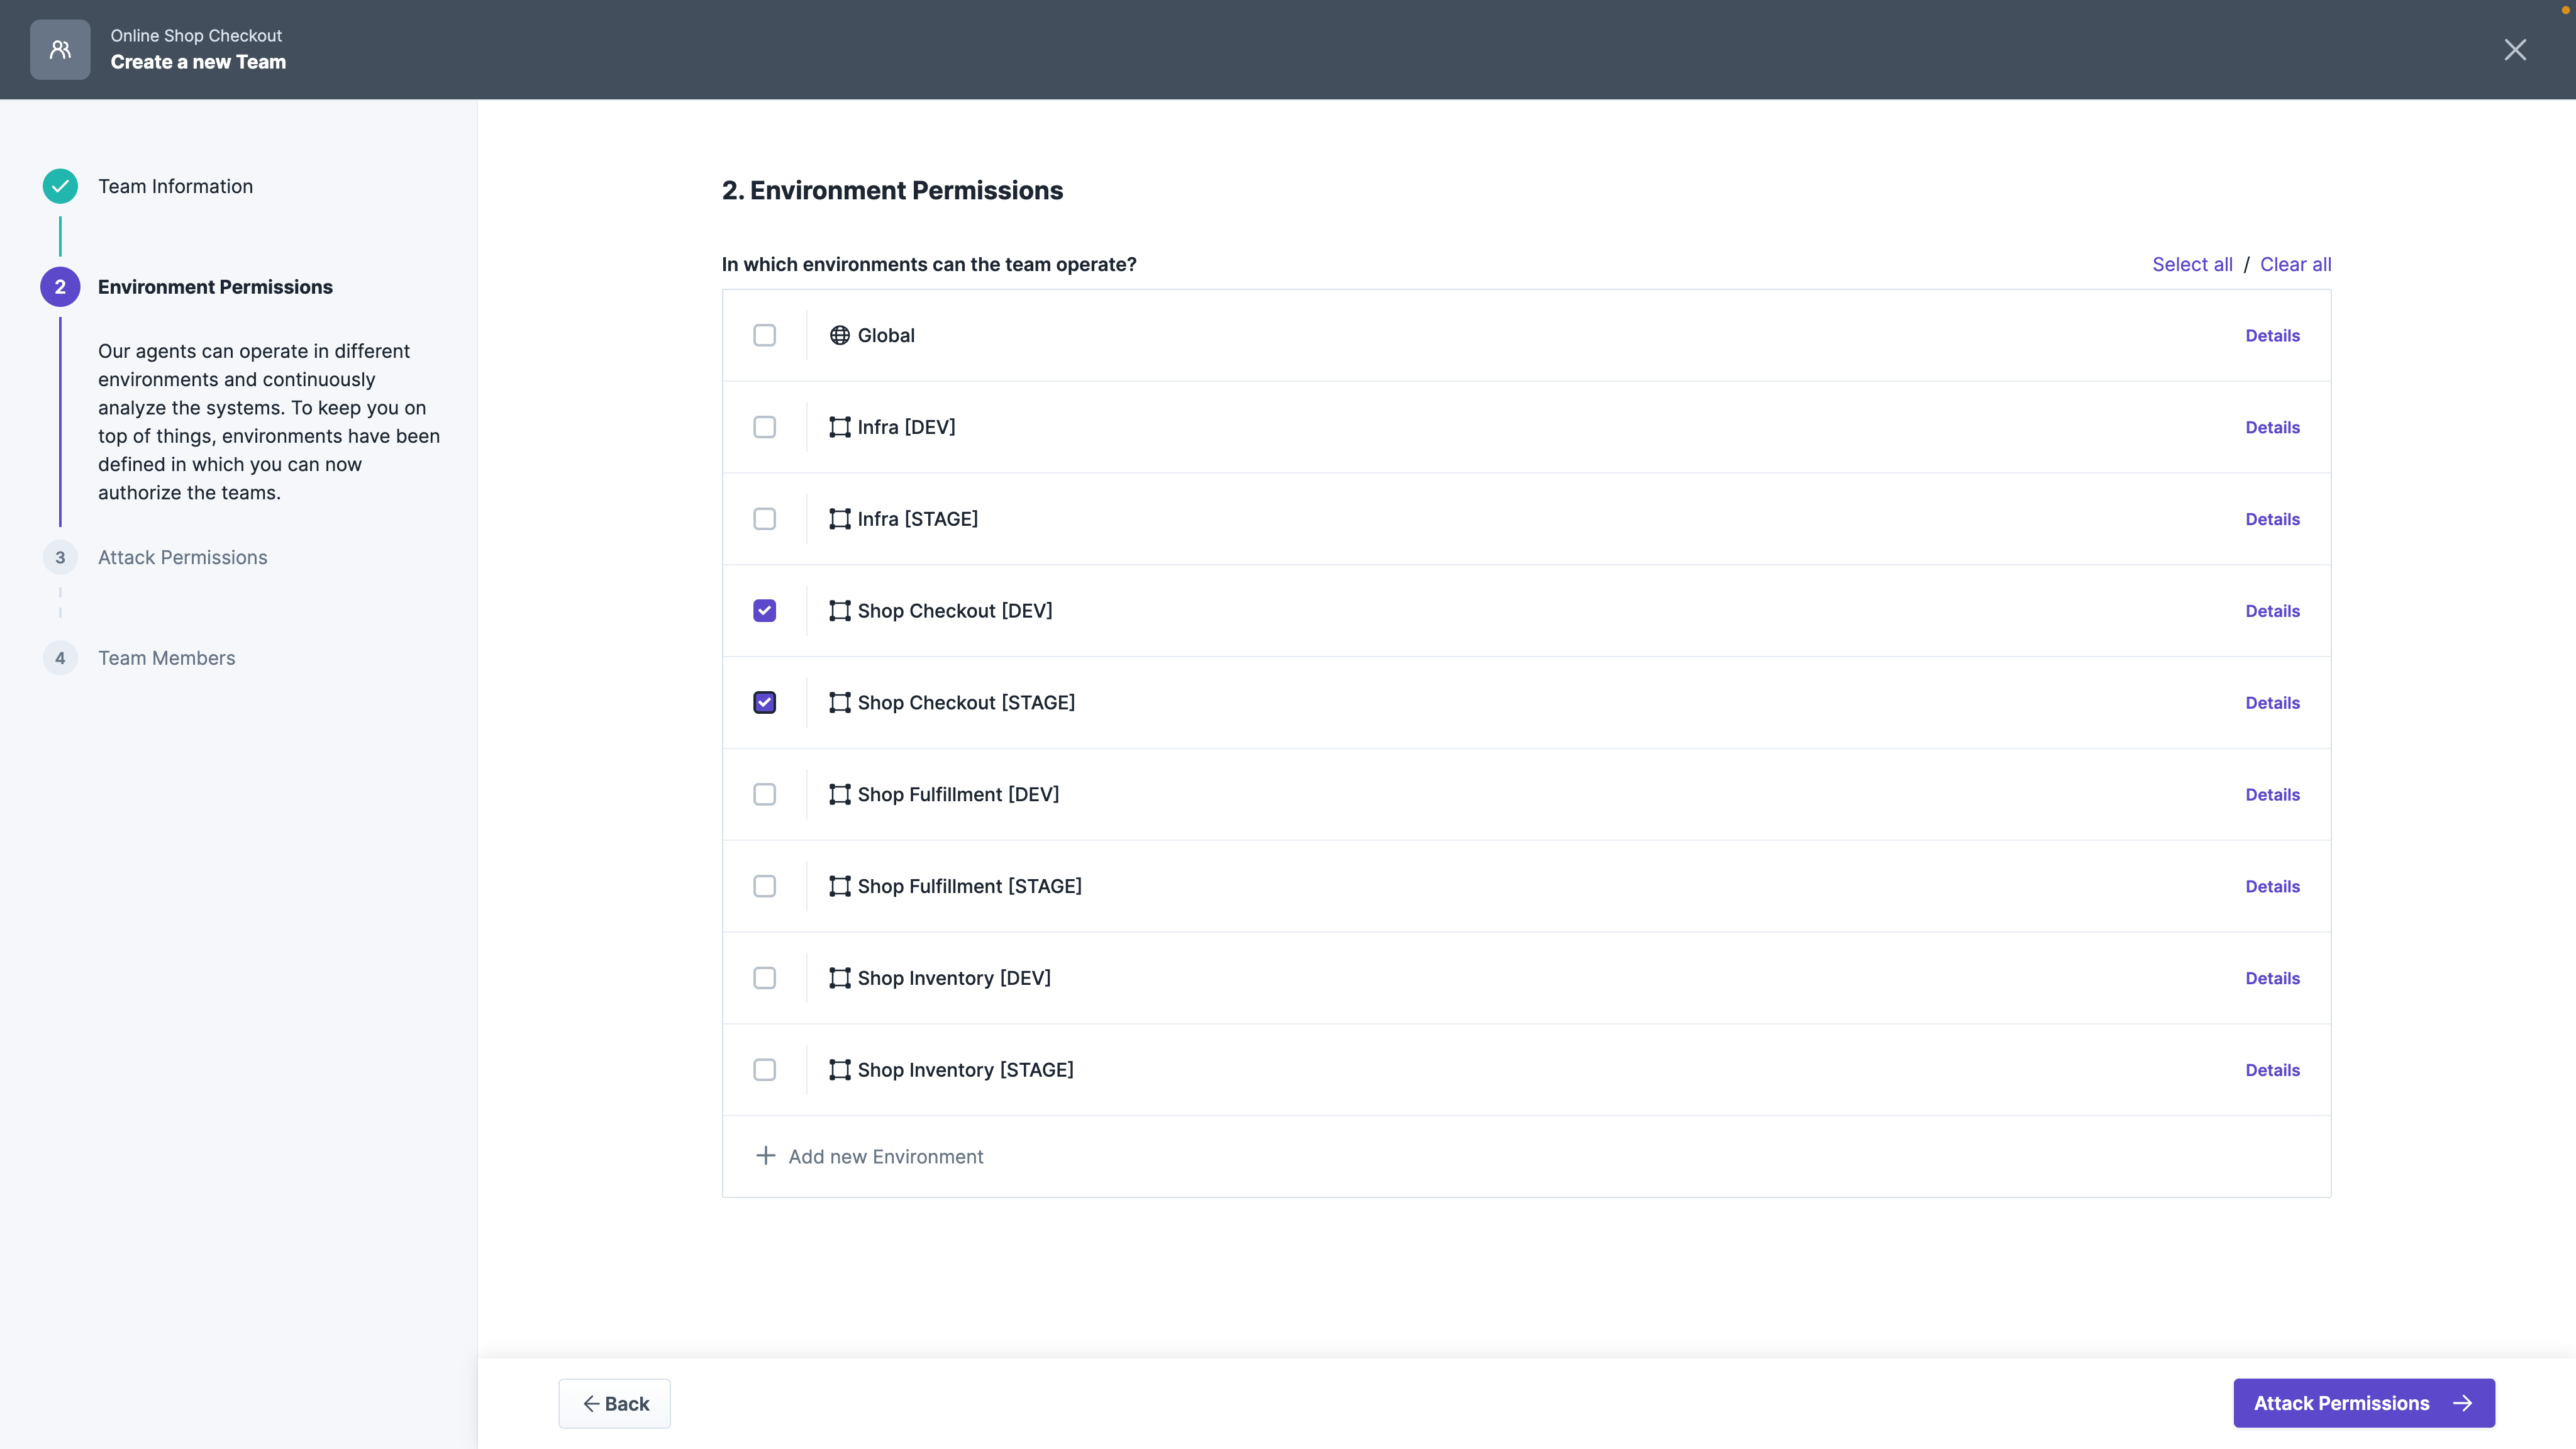 Online Shop Checkout
Create a new Team
Team Information
2 Environment Permissions
Our agents can operate in different
environments and continuously
analyze the systems. To keep you on
top of things, environments have been
defined in which you can now
authorize the teams.
3 Attack Permissions
4 Team Members
2. Environment Permissions
In which environments can the team operate? Select all / Clear all
Global Details
Infra [DEV] Details
Infra [STAGE] Details
Shop Checkout [DEV] Details
Shop Checkout [STAGE] Details
Shop Fulfillment [DEV] Details
Shop Fulfillment [STAGE] Details
Shop Inventory [DEV] Details
Shop Inventory [STAGE] Details
Add new Environment
Back Attack Permissions